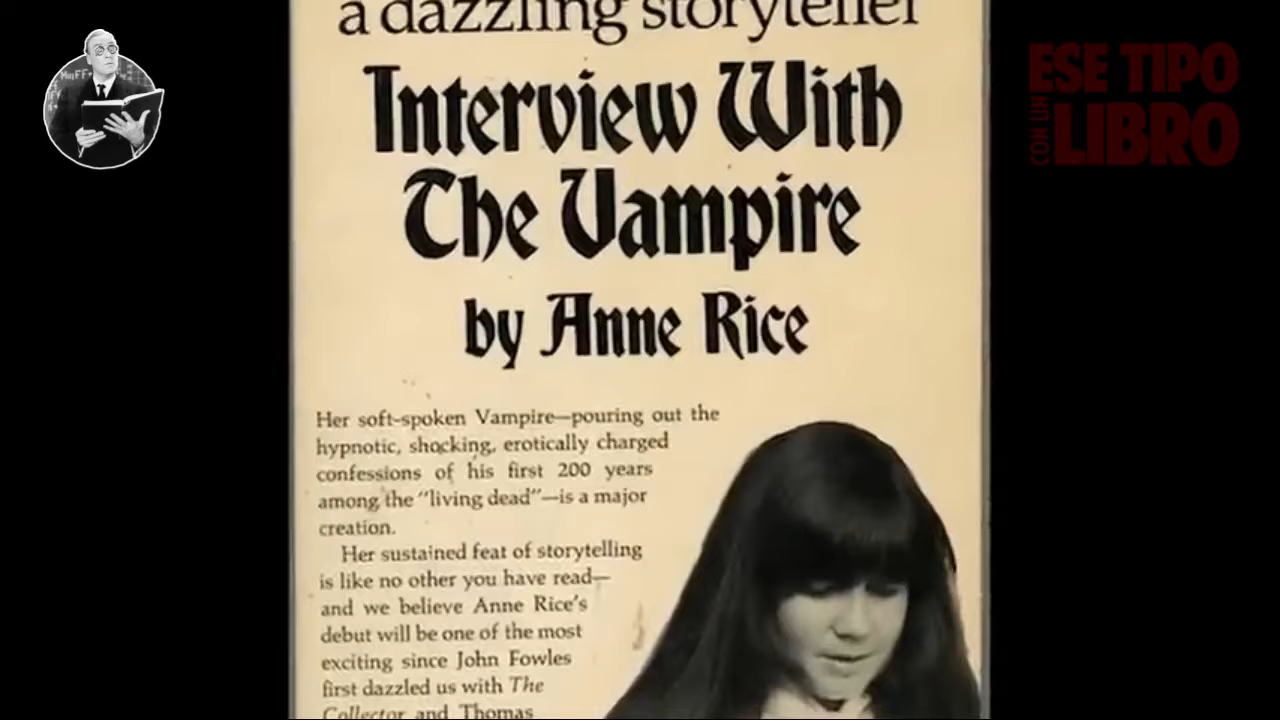 a dazzling storyteller
Interview With
The Vampire
by Anne Rice
Her soft-spoken Vampire—pouring out the
hypnotic, shocking, erotically charged
confessions of his first 200 years
among the "living dead"—is a major
creation.
Her sustained feat of storytelling
is like no other you have read—
and we believe Anne Rice's
debut will be one of the most
exciting since John Fowles
first dazzled us with The
Collector and Thomas
ESE TIPO
CON UN
LIBRO